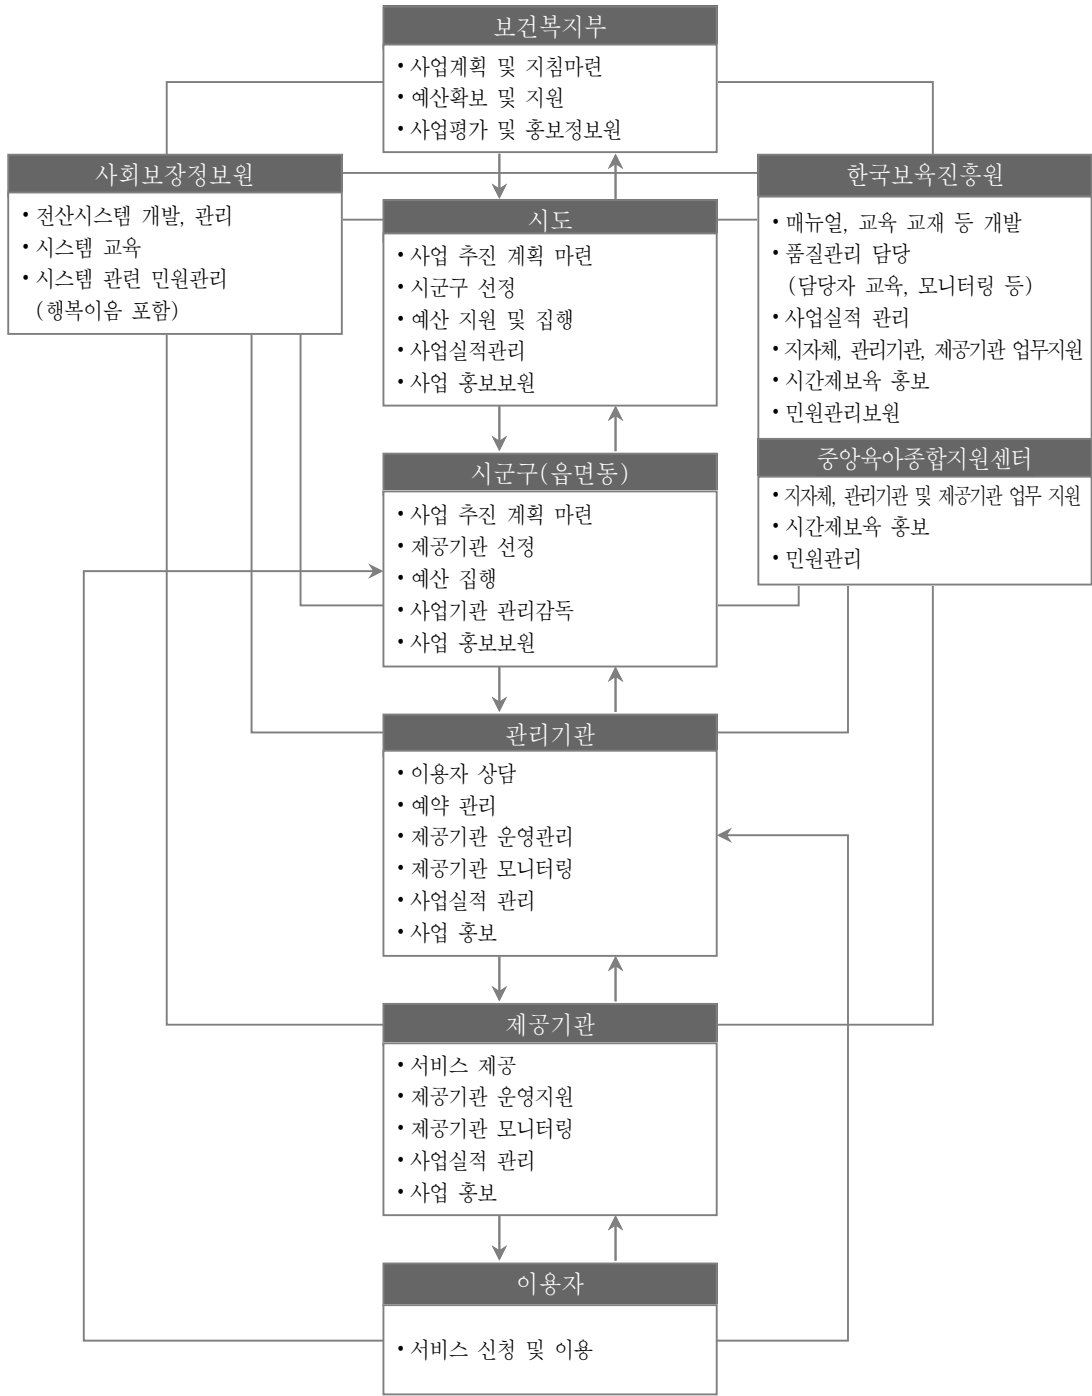 보건복지부
• 사업계획 및 지침마련
• 예산확보 및 지원
• 사업평가 및 홍보정보원
사회보장정보원
• 전산시스템 개발, 관리
• 시스템 교육
• 시스템 관련 민원관리
(행복이음 포함)
한국보육진흥원
• 매뉴얼, 교육 교재 등 개발
• 품질관리 담당
(담당자 교육, 모니터링 등)
• 사업실적 관리
• 지자체, 관리기관, 제공기관 업무지원
• 시간제보육 홍보
• 민원관리보원
중앙육아종합지원센터
• 지자체, 관리기관 및 제공기관 업무 지원
• 시간제보육 홍보
• 민원관리
시도
• 사업 추진 계획 마련
• 시군구 선정
• 예산 지원 및 집행
• 사업실적관리
• 사업 홍보보원
시군구(읍면동)
• 사업 추진 계획 마련
• 제공기관 선정
• 예산 집행
• 사업기관 관리감독
• 사업 홍보보원
관리기관
• 이용자 상담
• 예약 관리
• 제공기관 운영관리
• 제공기관 모니터링
• 사업실적 관리
• 사업 홍보
제공기관
• 서비스 제공
• 제공기관 운영지원
• 제공기관 모니터링
• 사업실적 관리
• 사업 홍보
이용자
• 서비스 신청 및 이용